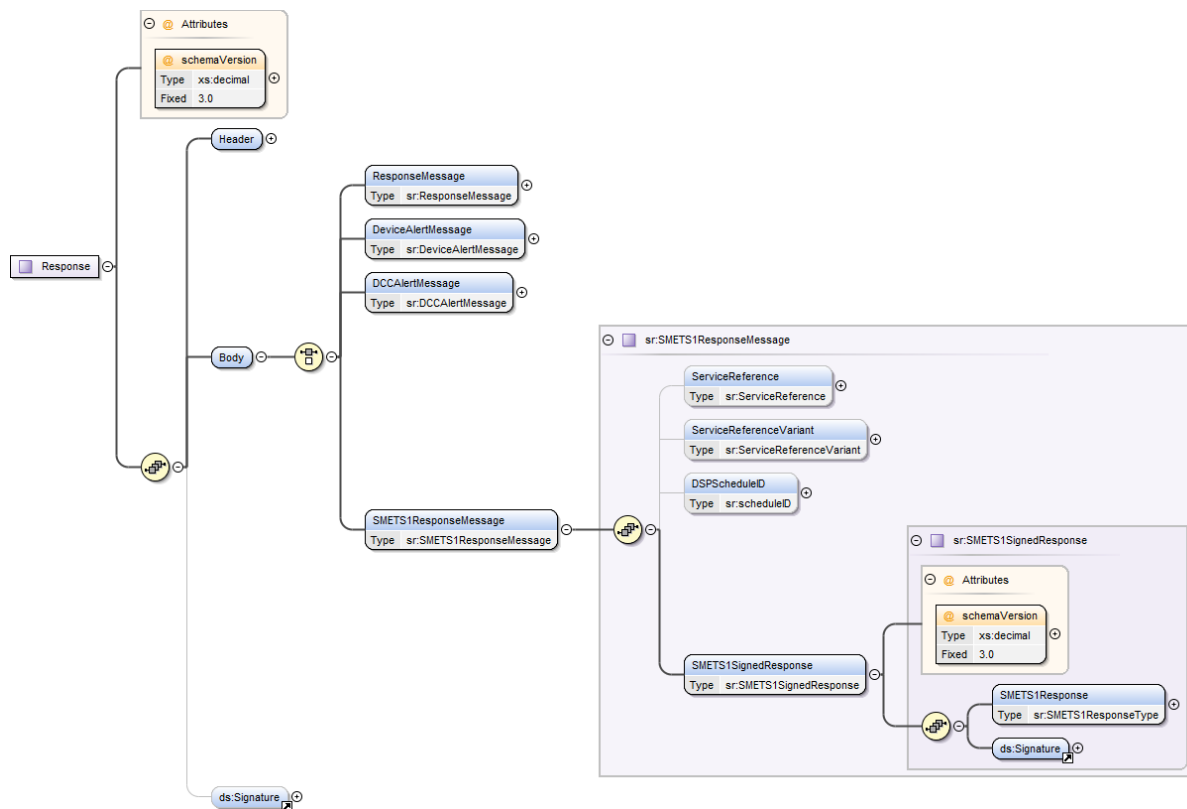 @ Attributes
@ schemaVersion
Type xs:decimal
Fixed 3.0
Header
ResponseMessage
Type sr:ResponseMessage
DeviceAlertMessage
Type sr:DeviceAlertMessage
Response
DCCAlertMessage
Type sr:DCCAlertMessage
Body
sr:SMETS1ResponseMessage
ServiceReference
Type sr:ServiceReference
ServiceReferenceVariant
Type sr:ServiceReferenceVariant
DSPScheduleID
Type sr:scheduleID
SMETS1ResponseMessage
Type sr:SMETS1ResponseMessage
sr:SMETS1SignedResponse
@ Attributes
@ schemaVersion
Type xs:decimal
Fixed 3.0
SMETS1SignedResponse
Type sr:SMETS1SignedResponse
SMETS1Response
Type sr:SMETS1ResponseType
ds:Signature
ds:Signature